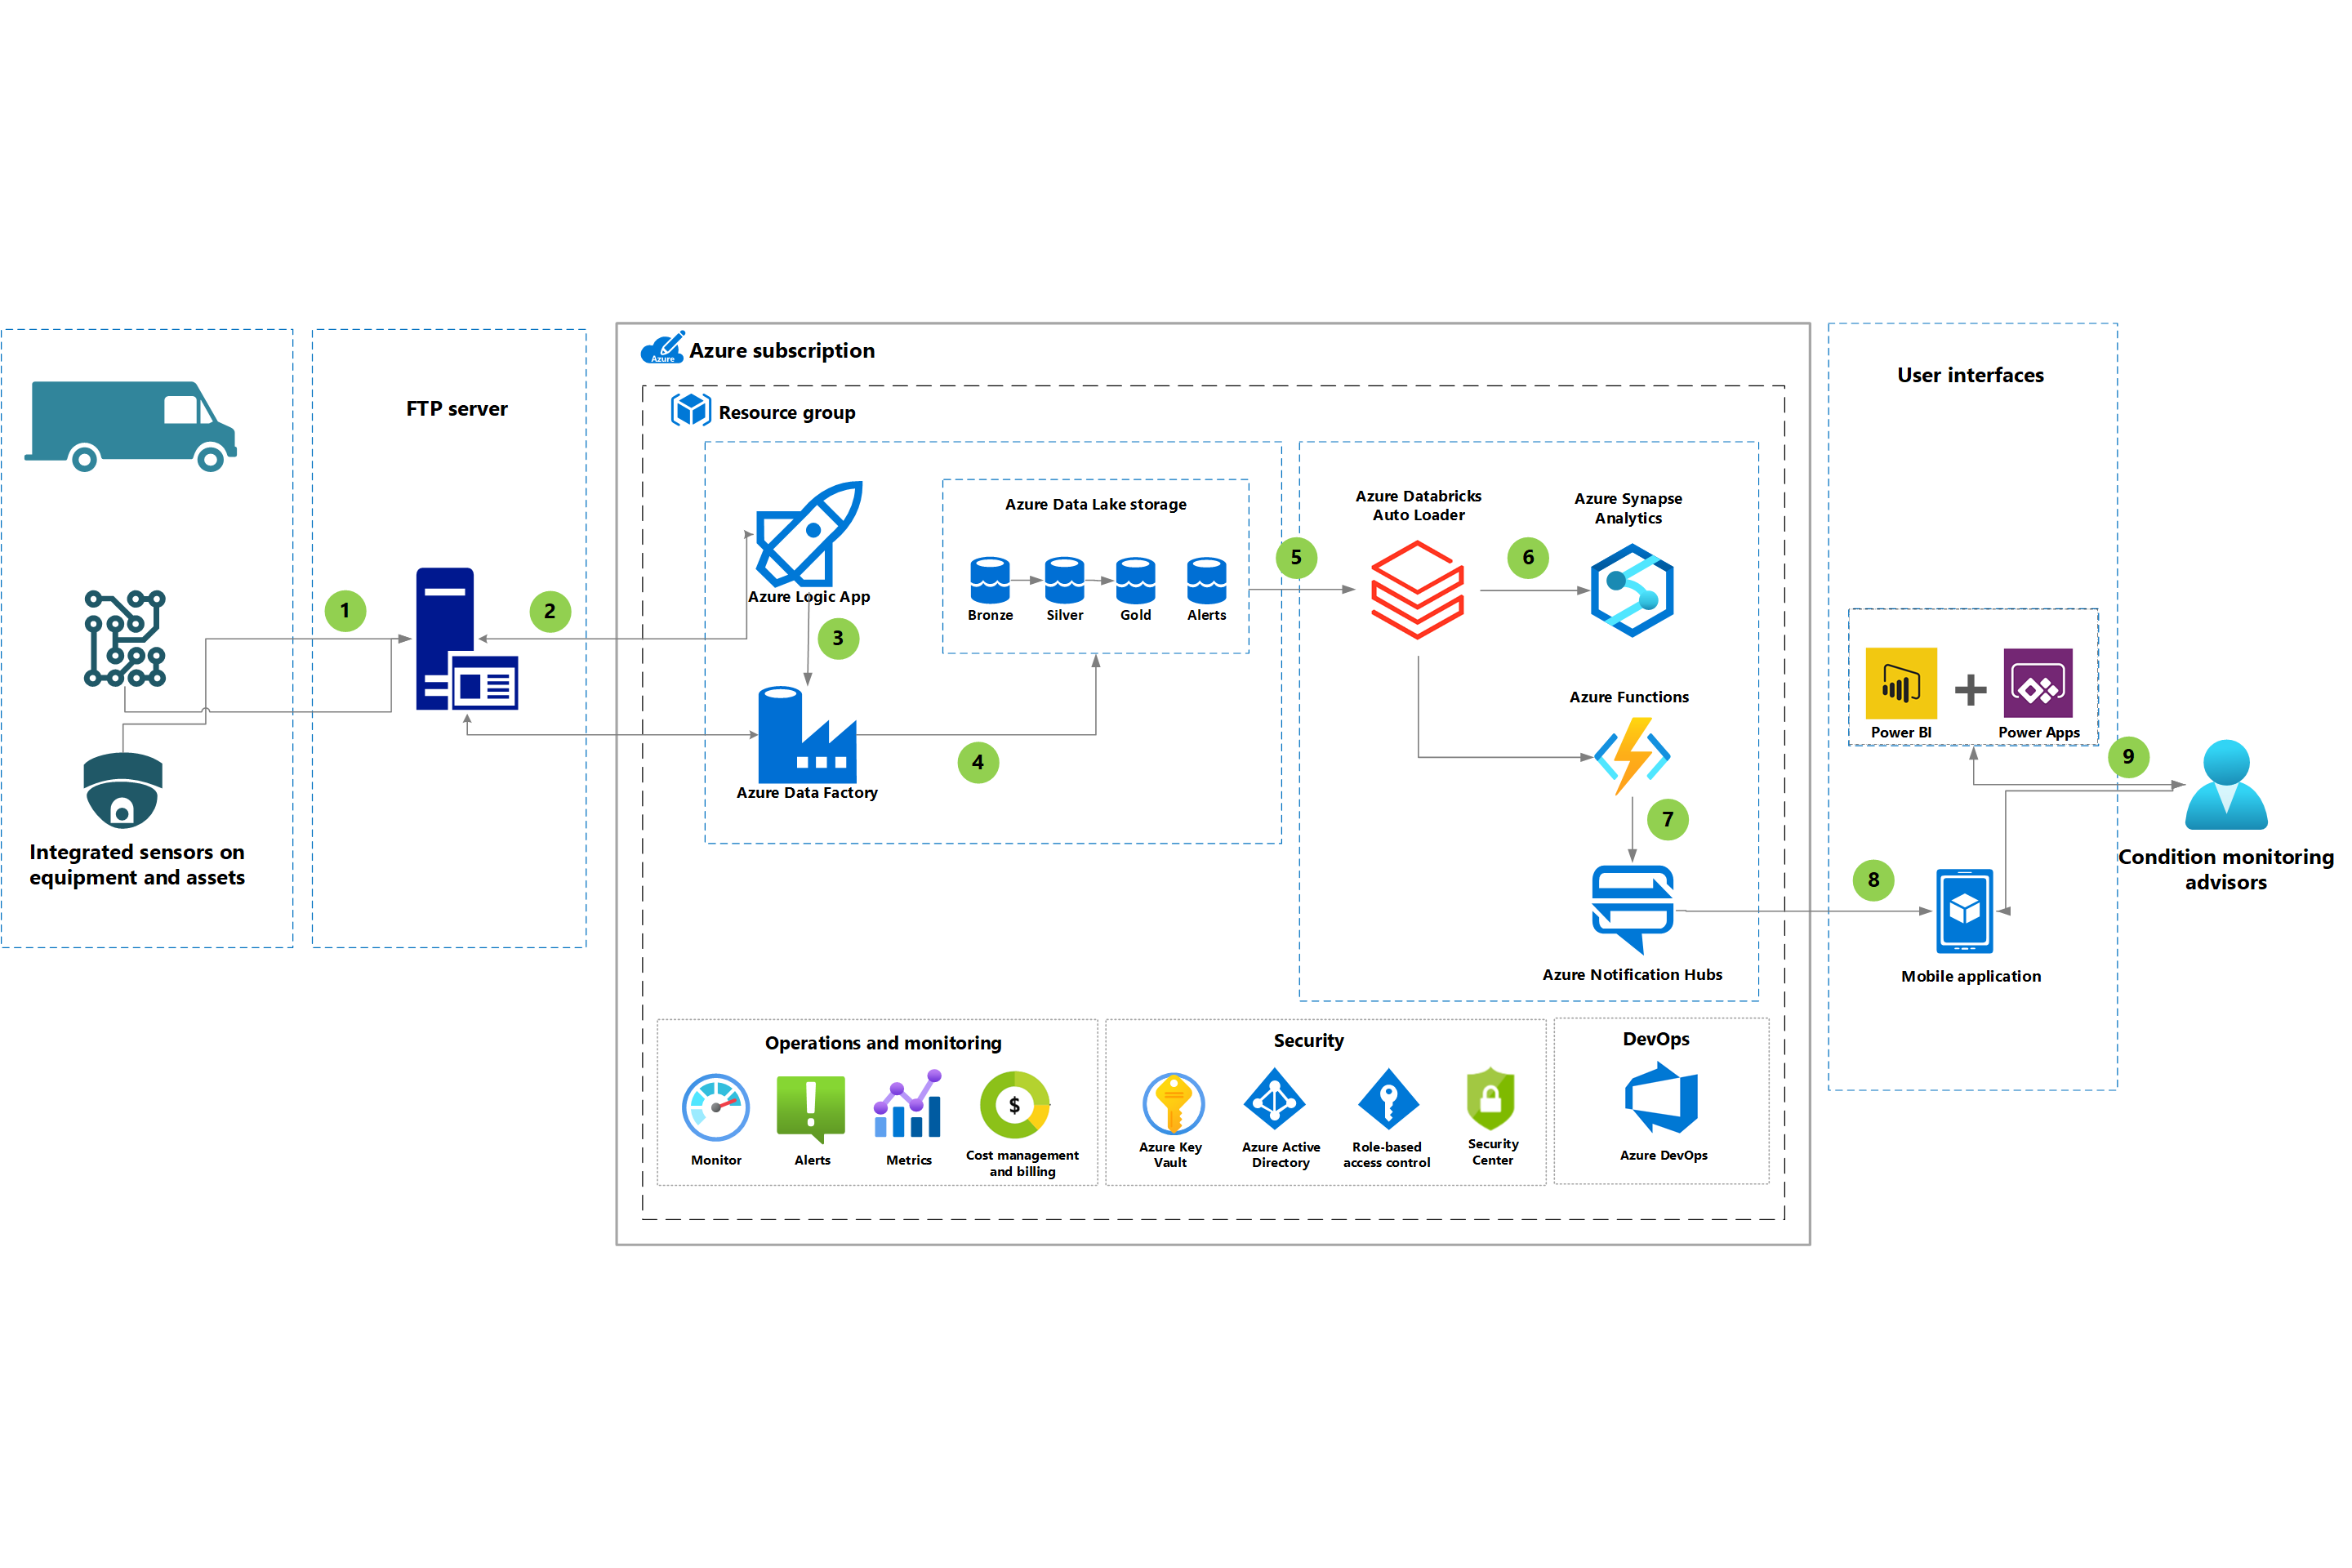 Integrated sensors on
equipment and assets
FTP server
1
2
Azure
Azure subscription
Resource group
Azure Logic App
3
Azure Data Factory
4
Azure Data Lake storage
Bronze
Silver
Gold
Alerts
5
Azure Databricks
Auto Loader
6
Azure Synapse
Analytics
Azure Functions
7
Azure Notification Hubs
Operations and monitoring
Monitor
Alerts
Metrics
$
Cost management
and billing
Security
Azure Key
Vault
Azure Active
Directory
Role-based
access control
Security
Center
DevOps
Azure DevOps
User interfaces
Power BI
Power Apps
8
Mobile application
9
Condition monitoring
advisors